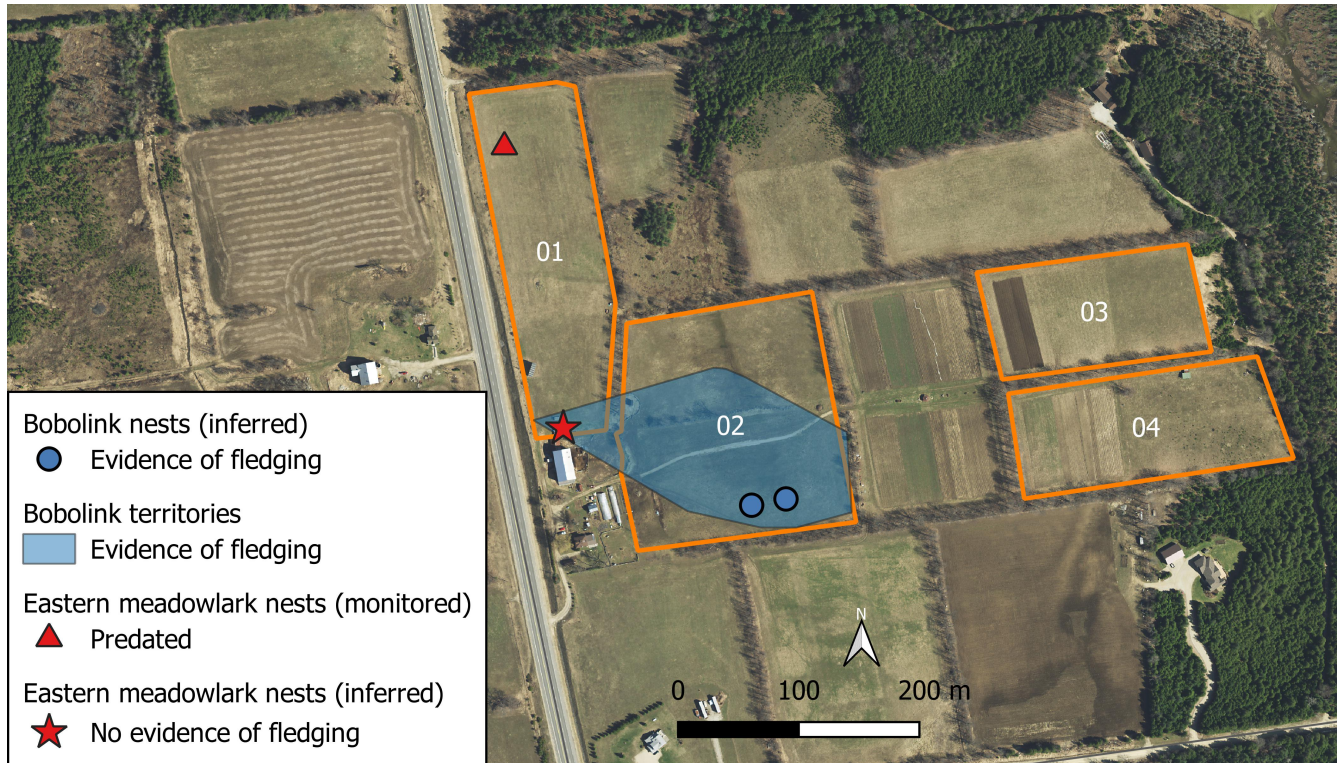 01
03
02
04
Bobolink nests (inferred)
Evidence of fledging
Bobolink territories
Evidence of fledging
Eastern meadowlark nests (monitored)
Predated
Eastern meadowlark nests (inferred)
No evidence of fledging
N
0 100 200 m